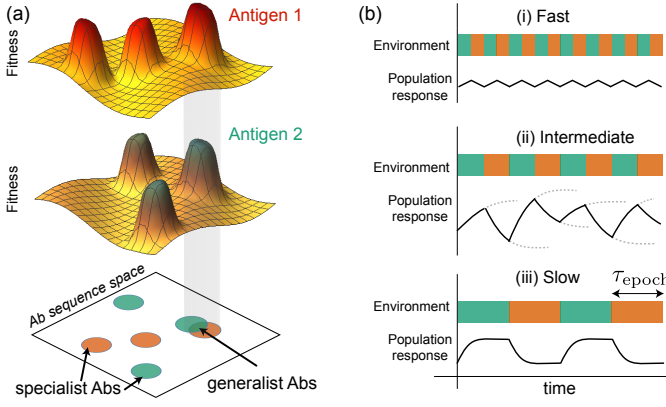 (a)
Antigen 1
Fitness
Antigen 2
Fitness
Ab sequence space
specialist Abs
generalist Abs
(b)
(i) Fast
Environment
Population
response
(ii) Intermediate
Environment
Population
response
(iii) Slow
τepoch
Environment
Population
response
time